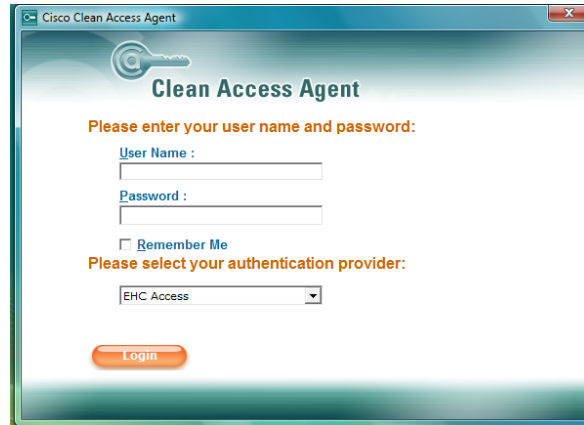 Cisco Clean Access Agent
Clean Access Agent
Please enter your user name and password:
User Name :
Password :
Remember Me
Please select your authentication provider:
EHC Access
Login